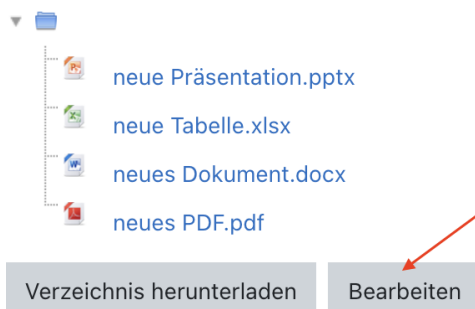 neue Präsentation.pptx
neue Tabelle.xlsx
neues Dokument.docx
neues PDF.pdf
Verzeichnis herunterladen Bearbeiten